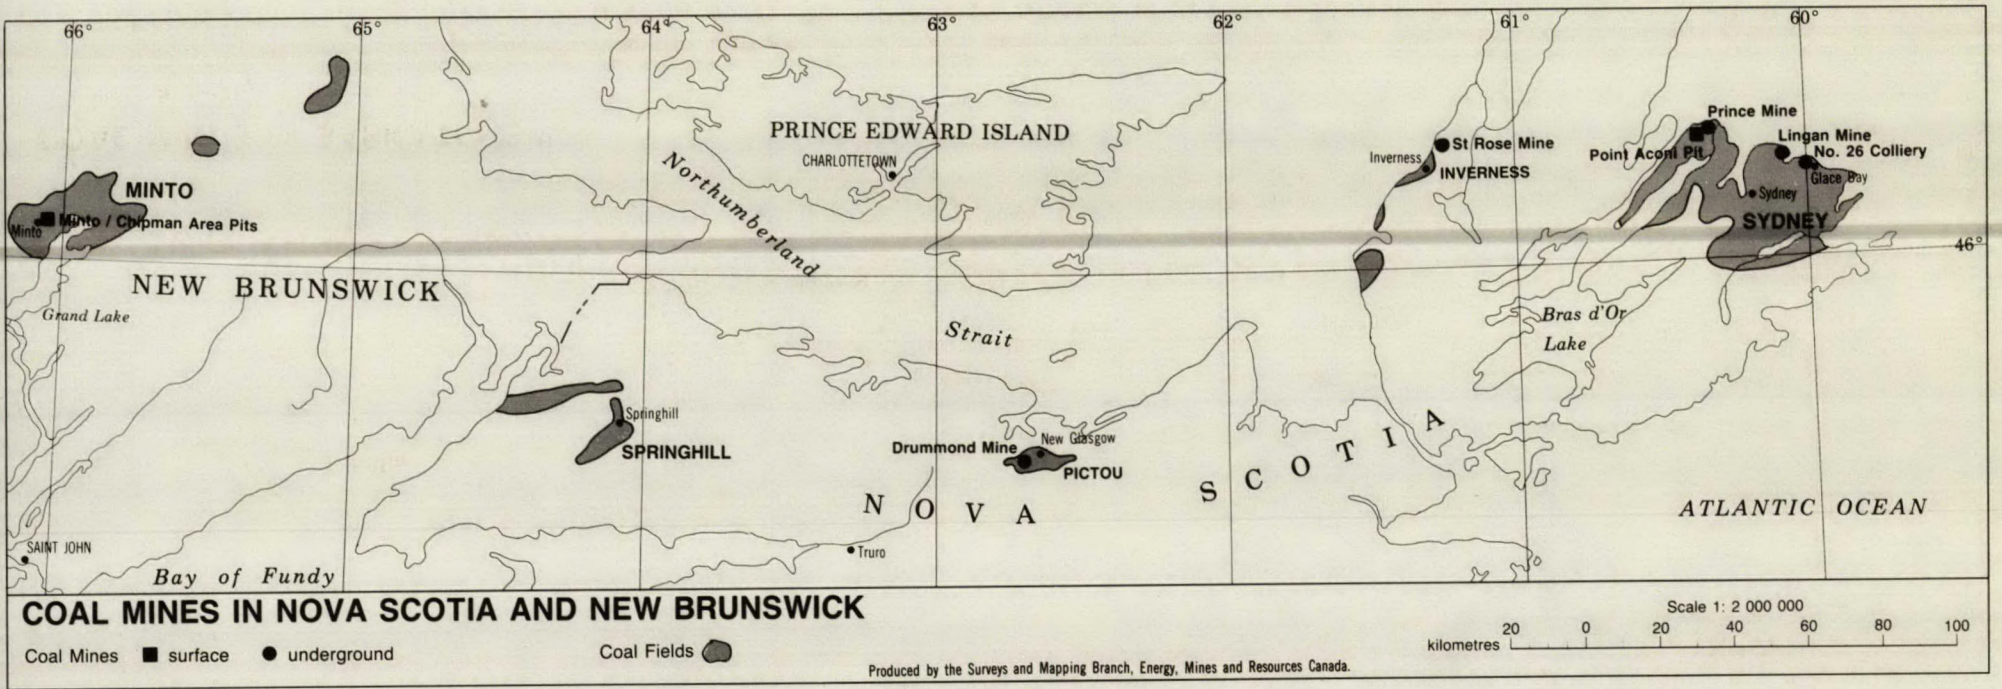 66°
65°
64°
63°
62°
61°
60°
PRINCE EDWARD ISLAND
CHARLOTTETOWN
Northumberland
Strait
Prince Mine
Point Aconi Pit
Lingan Mine
No. 26 Colliery
Glace Bay
Sydney
SYDNEY
46°
St Rose Mine
Inverness
INVERNESS
MINTO
Minto / Chipman Area Pits
Minto
NEW BRUNSWICK
Grand Lake
Bras d'Or
Lake
Springhill
SPRINGHILL
Drummond Mine
New Glasgow
PICTOU
NOVA SCOTIA
ATLANTIC OCEAN
Truro
SAINT JOHN
Bay of Fundy
COAL MINES IN NOVA SCOTIA AND NEW BRUNSWICK
Coal Mines surface underground
Coal Fields
Produced by the Surveys and Mapping Branch, Energy, Mines and Resources Canada.
Scale 1: 2 000 000
kilometres 20 0 20 40 60 80 100